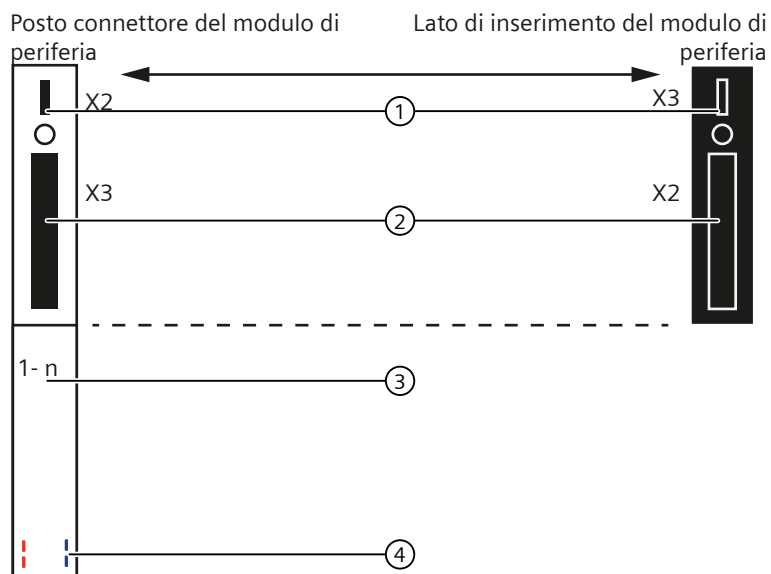 Posto connettore del modulo di
periferia
Lato di inserimento del modulo di
periferia
X2
1
X3
X3
2
X2
1- n
3
4